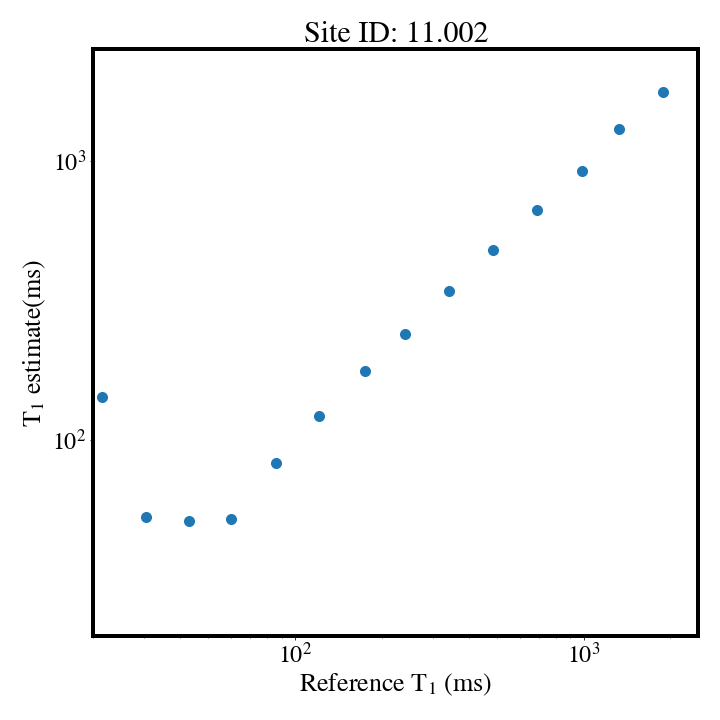 Site ID: 11.002
10³
T₁ estimate(ms)
10²
10² 10³
Reference T₁ (ms)